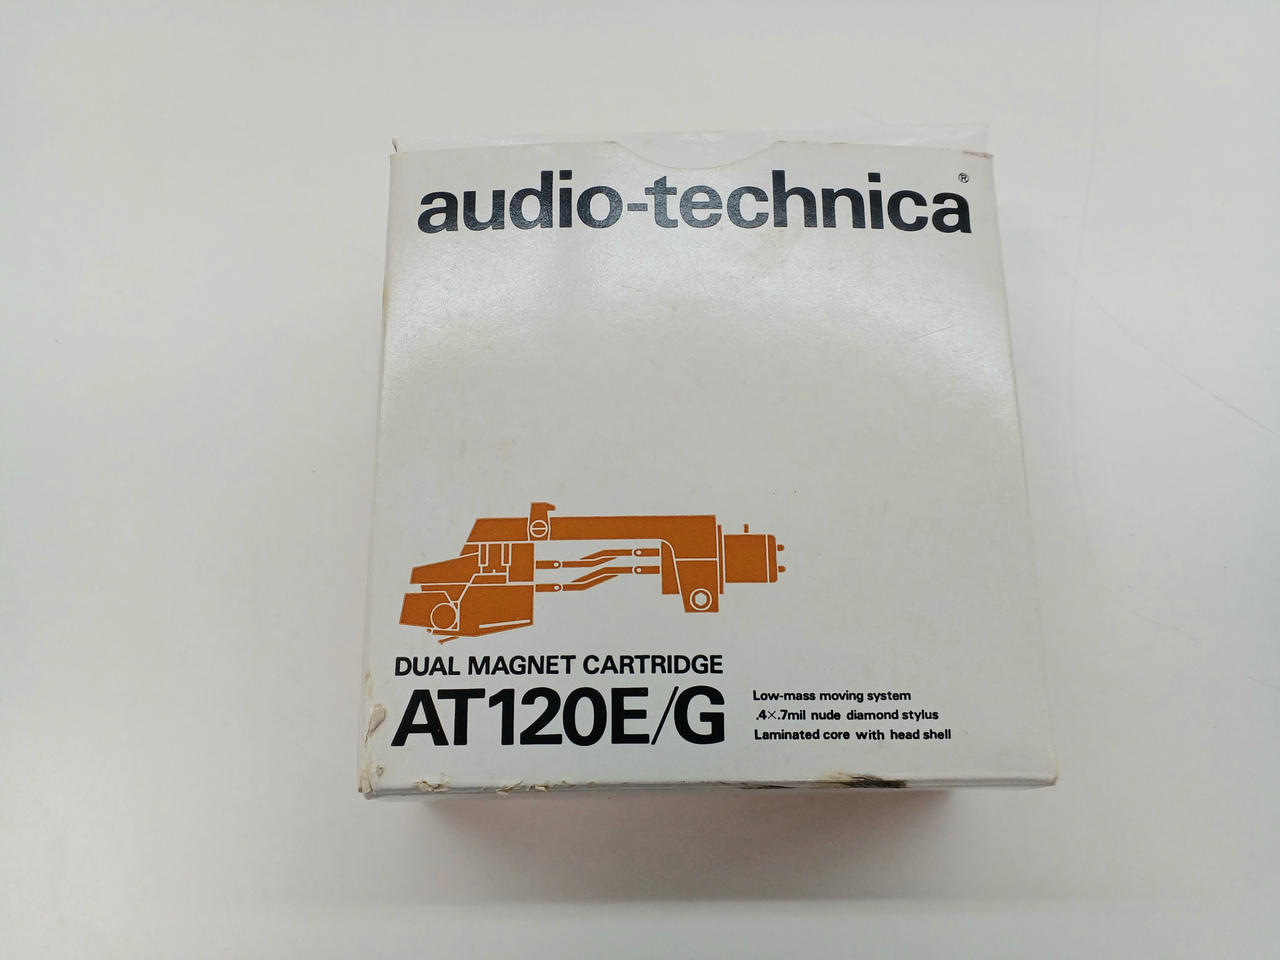 audio-technica®
DUAL MAGNET CARTRIDGE
AT120E/G
Low-mass moving system
.4×.7mil nude diamond stylus
Laminated core with head shell